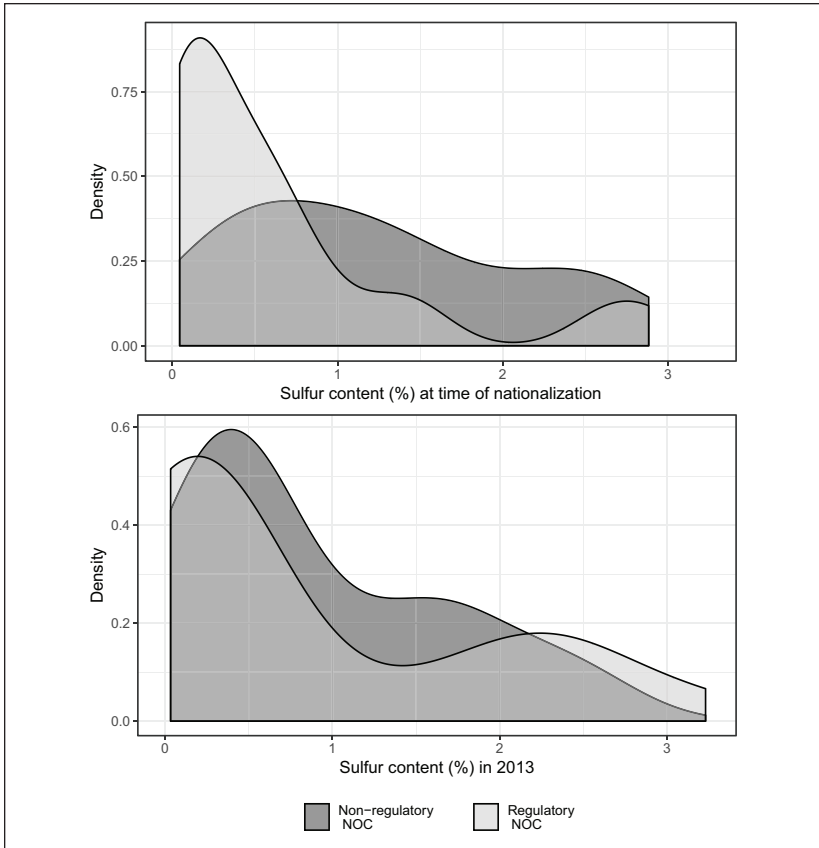 0.75
0.50
0.25
0.00
Density
0 1 2 3
Sulfur content (%) at time of nationalization
0.6
0.4
0.2
0.0
Density
0 1 2 3
Sulfur content (%) in 2013
Non−regulatory
NOC
Regulatory
NOC